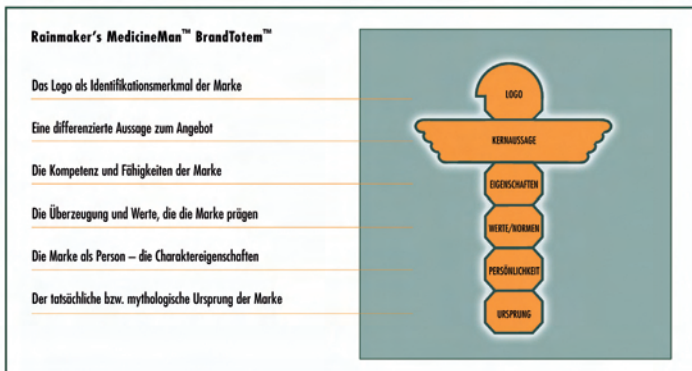 Rainmaker's MedicineMan™ BrandTotem™
Das Logo als Identifikationsmerkmal der Marke
Eine differenzierte Aussage zum Angebot
Die Kompetenz und Fähigkeiten der Marke
Die Überzeugung und Werte, die die Marke prägen
Die Marke als Person – die Charaktereigenschaften
Der tatsächliche bzw. mythologische Ursprung der Marke
LOGO
KERNAUSSAGE
EIGENSCHAFTEN
WERTE/NORMEN
PERSÖNLICHKEIT
URSPRUNG